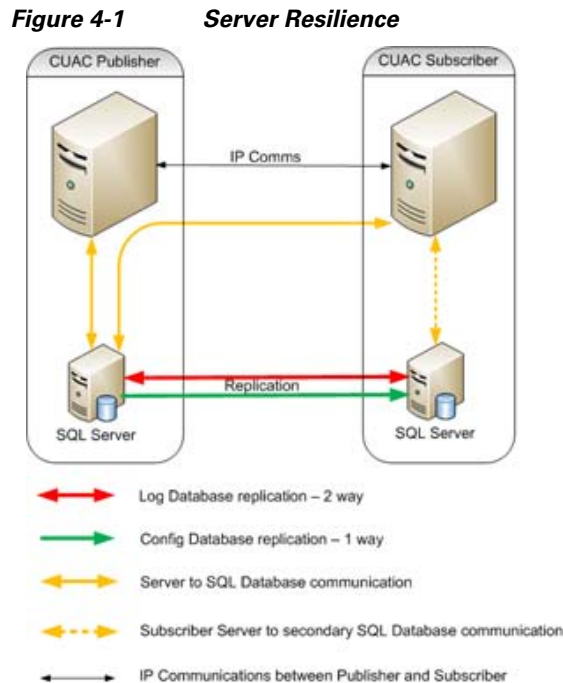 Figure 4-1 Server Resilience
CUAC Publisher
CUAC Subscriber
IP Comms
Replication
SQL Server
SQL Server
Log Database replication – 2 way
Config Database replication – 1 way
Server to SQL Database communication
Subscriber Server to secondary SQL Database communication
IP Communications between Publisher and Subscriber